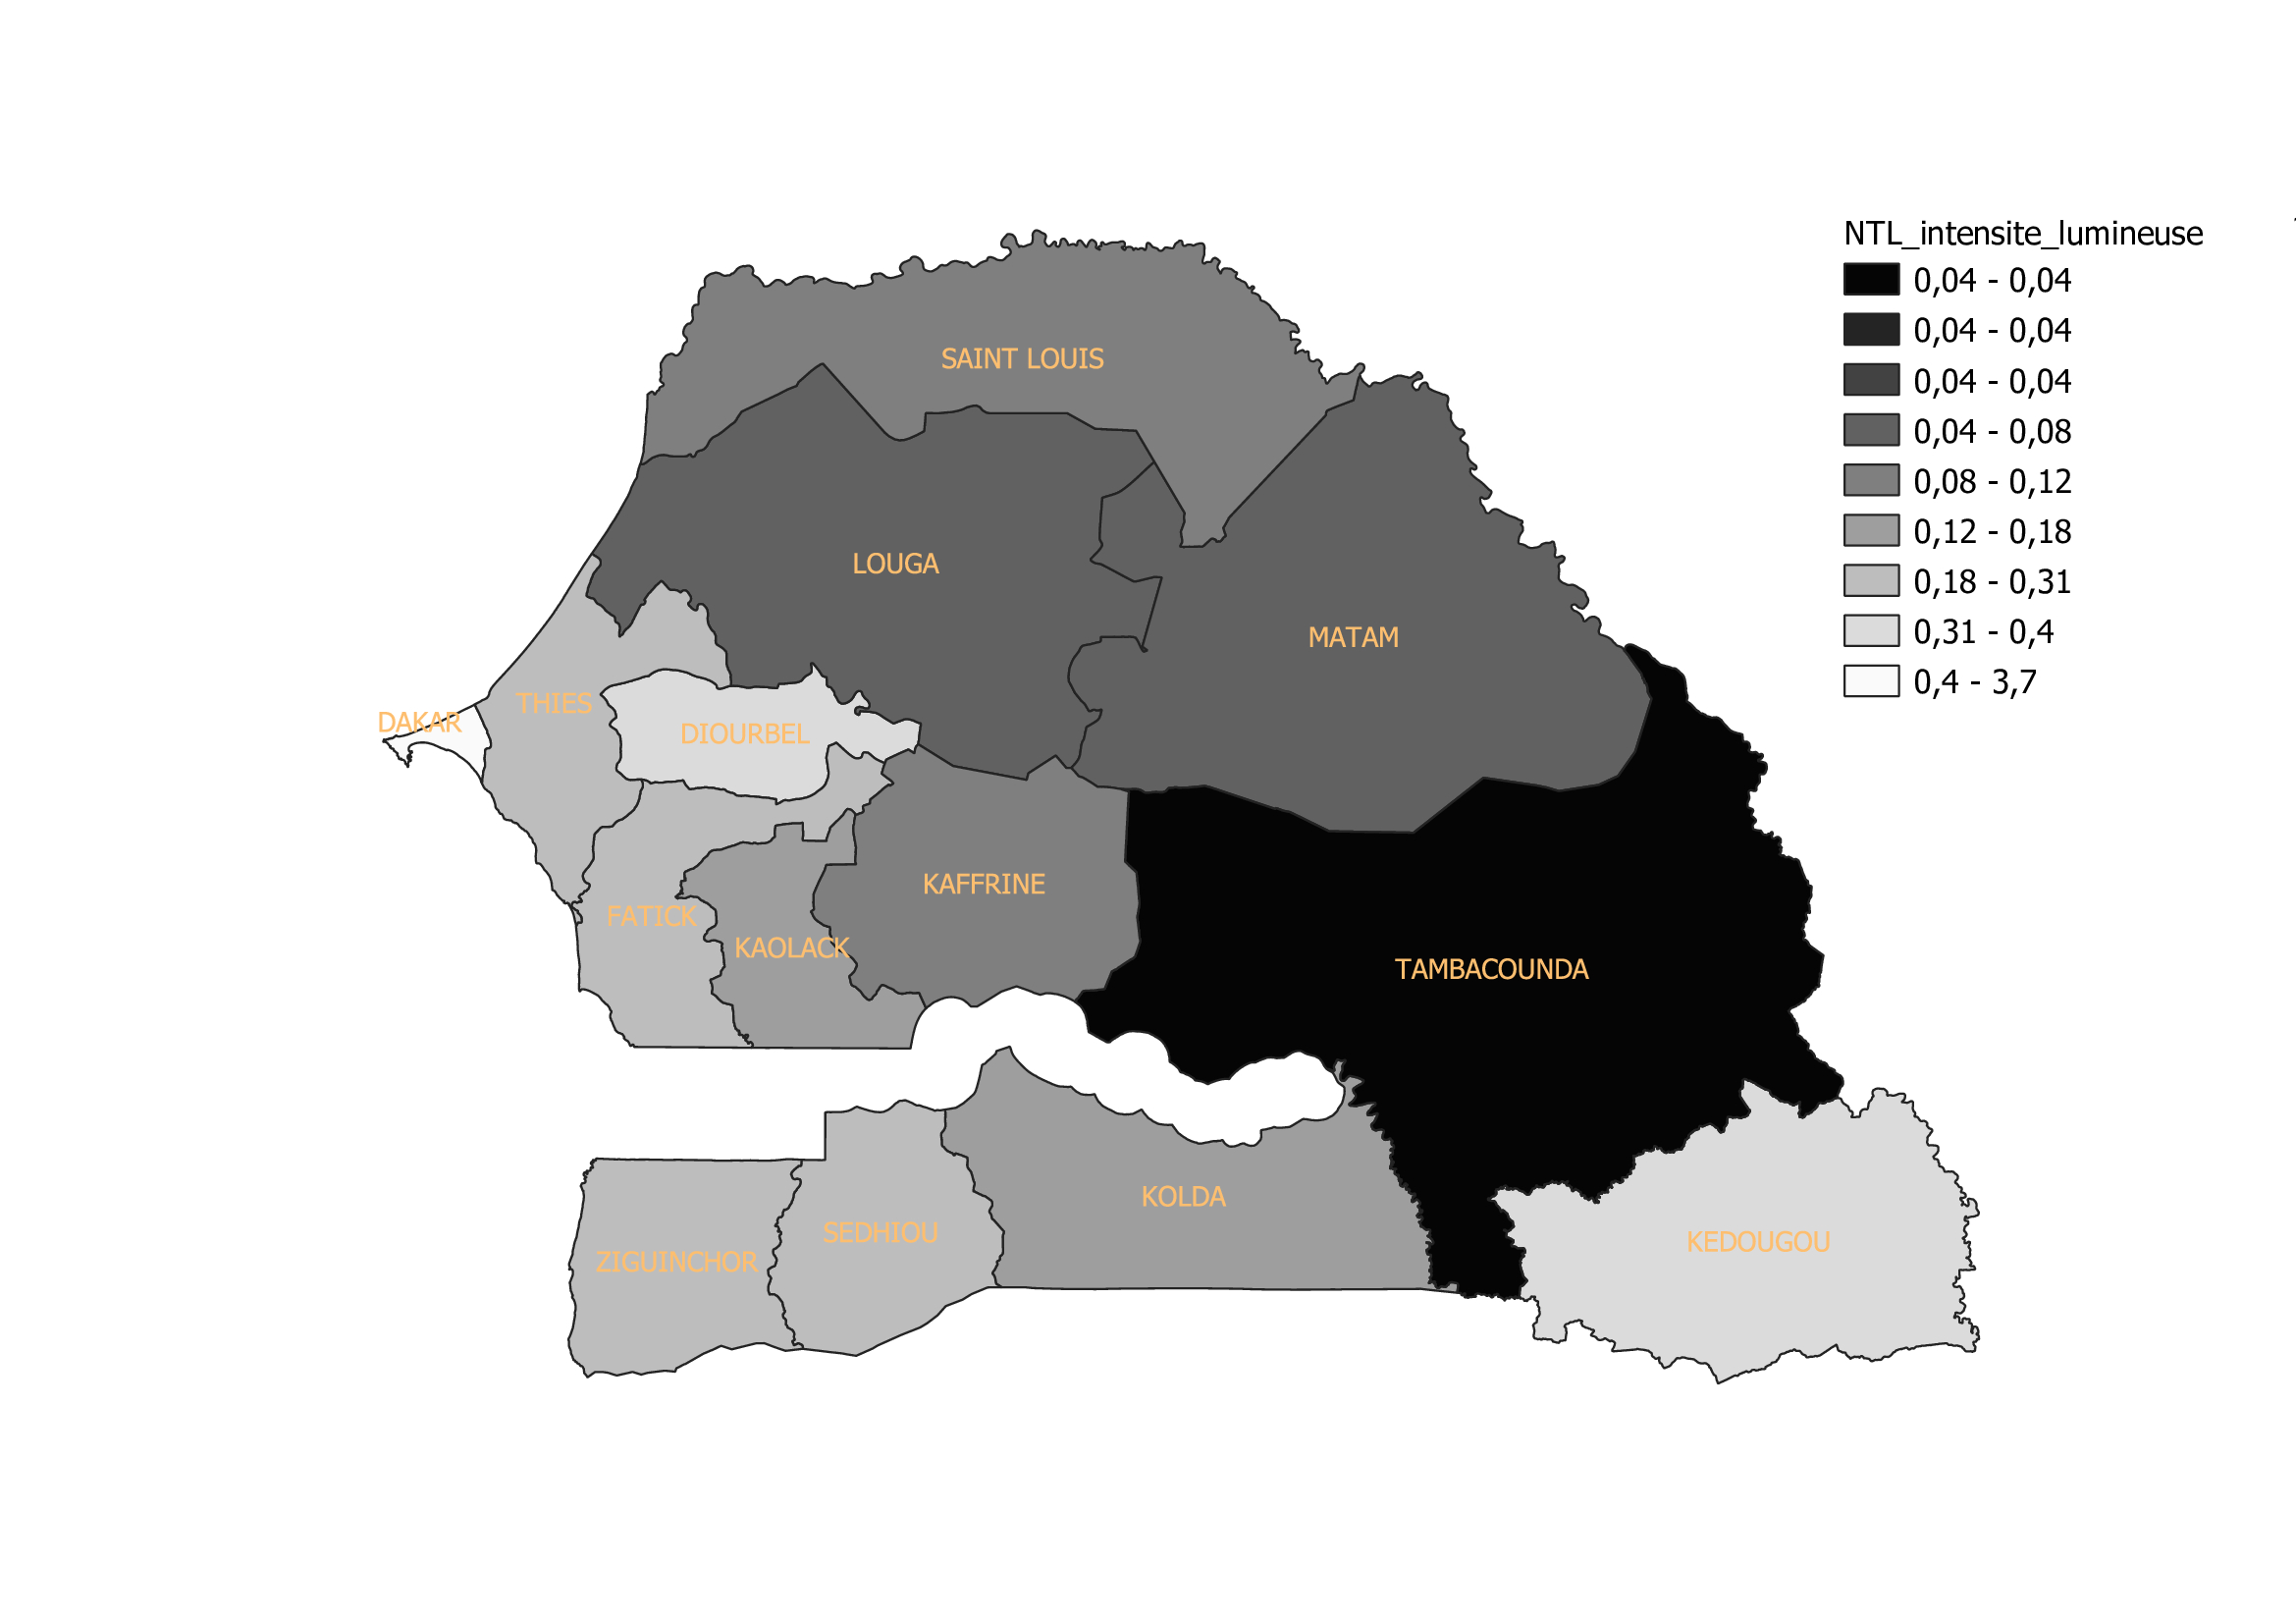 NTL_intensite_lumineuse
0,04 - 0,04
0,04 - 0,04
0,04 - 0,04
0,04 - 0,08
0,08 - 0,12
0,12 - 0,18
0,18 - 0,31
0,31 - 0,4
0,4 - 3,7
SAINT LOUIS
LOUGA
MATAM
THIES
DAKAR
DIOURBEL
KAFFRINE
FATICK
KAOLACK
TAMBACOUNDA
KOLDA
SEDHIOU
KEDOUGOU
ZIGUINCHOR